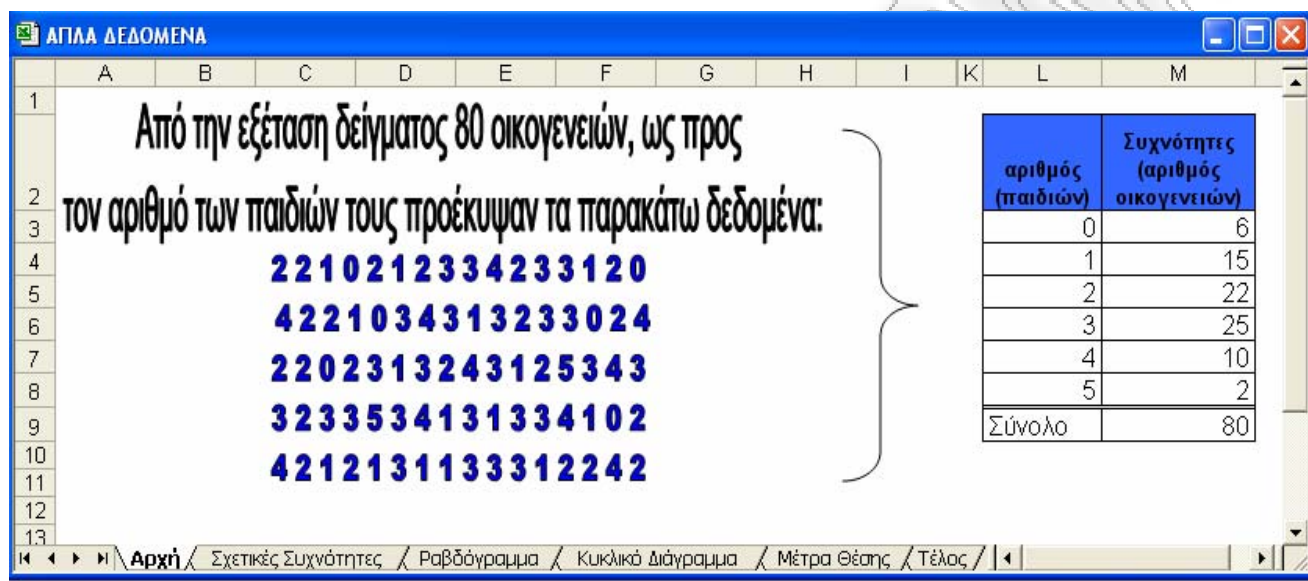 ΑΠΛΑ ΔΕΔΟΜΕΝΑ
A B C D E F G H I K L M
1
2
3
4
5
6
7
8
9
10
11
12
13
Από την εξέταση δείγματος 80 οικογενειών, ως προς
τον αριθμό των παιδιών τους προέκυψαν τα παρακάτω δεδομένα:
2 2 1 0 2 1 2 3 3 4 2 3 3 1 2 0
4 2 2 1 0 3 4 3 1 3 2 3 3 0 2 4
2 2 0 2 3 1 3 2 4 3 1 2 5 3 4 3
3 2 3 3 5 3 4 1 3 1 3 3 4 1 0 2
4 2 1 2 1 3 1 1 3 3 3 1 2 2 4 2
αριθμός
(παιδιών)
Συχνότητες
(αριθμός
οικογενειών)
0 6
1 15
2 22
3 25
4 10
5 2
Σύνολο 80
Αρχή / Σχετικές Συχνότητες / Ραβδόγραμμα / Κυκλικό Διάγραμμα / Μέτρα Θέσης / Τέλος /